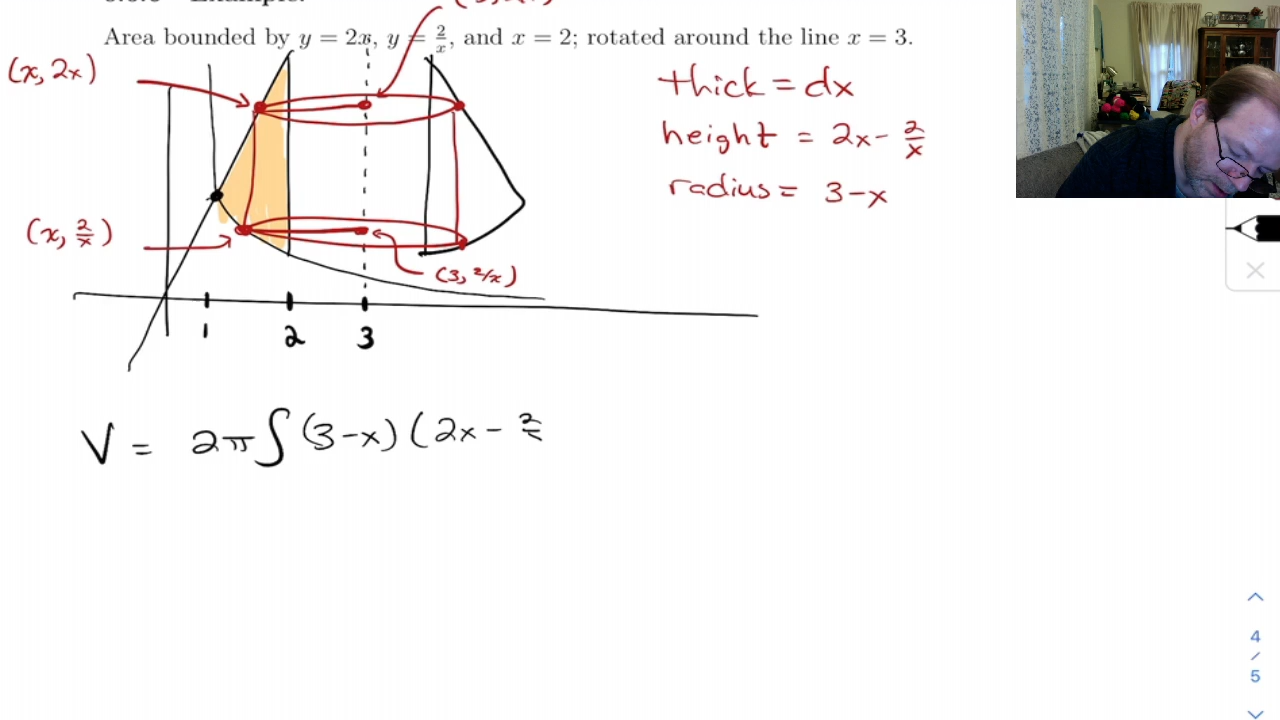 Area bounded by y = 2x, y = 2/x, and x = 2; rotated around the line x = 3.
(x, 2x)
thick = dx
height = 2x - 2/x
radius = 3-x
(x, 2/x)
(3, 2/x)
1 2 3
V = 2π∫(3-x)(2x - 2
4
/
5